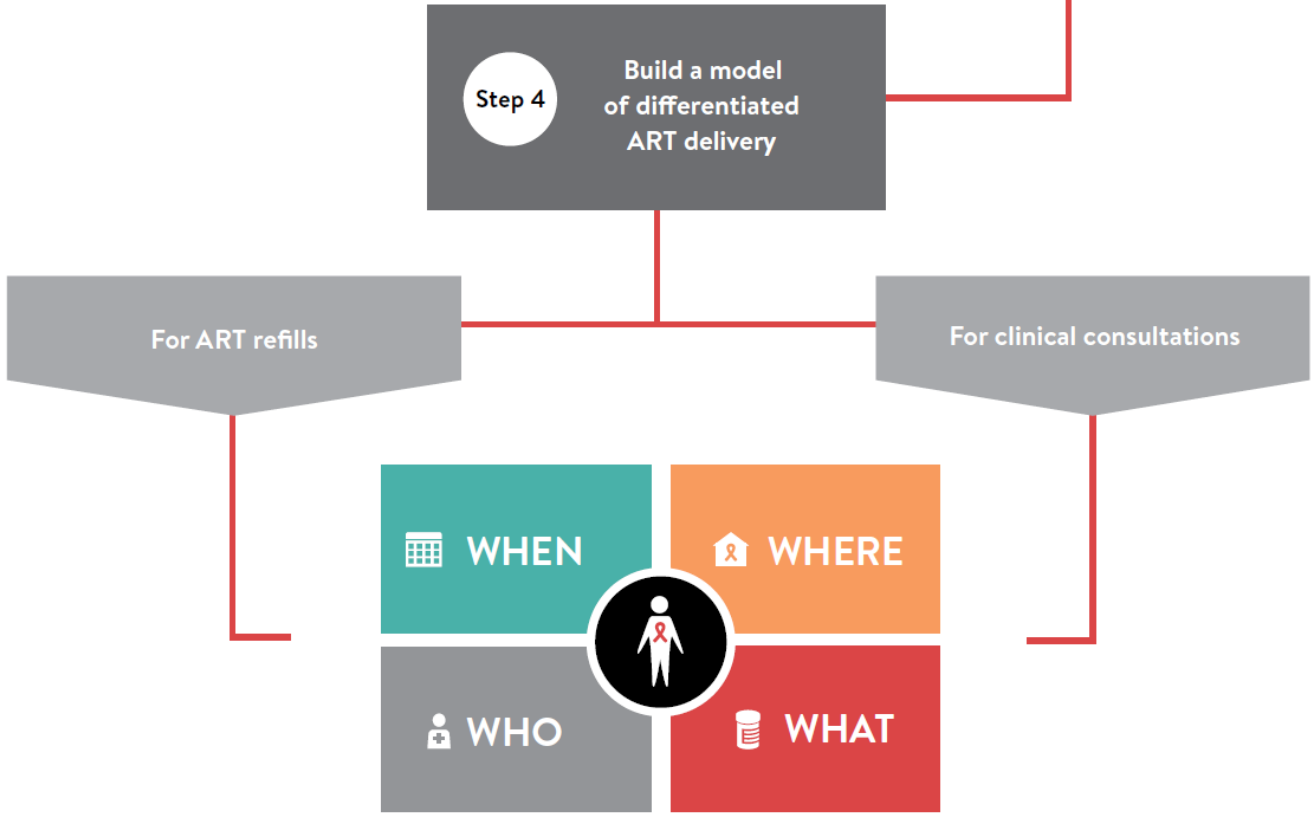 Step 4
Build a model
of differentiated
ART delivery
For ART refills
For clinical consultations
WHEN
WHERE
WHO
WHAT